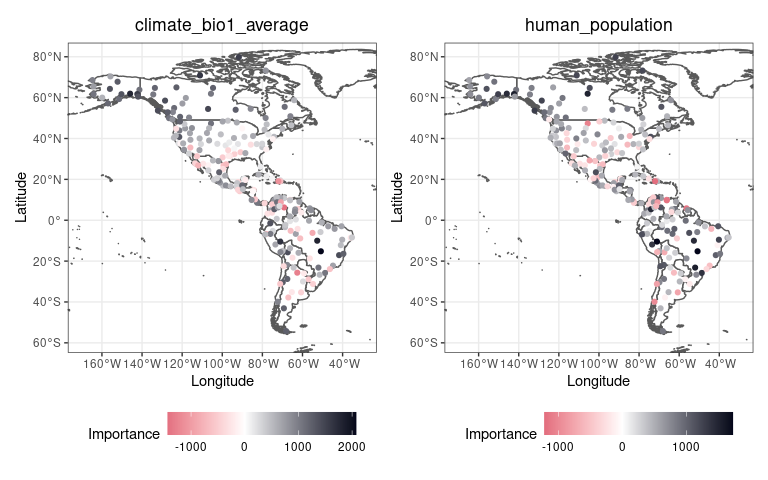 climate_bio1_average
human_population
80°N
60°N
40°N
20°N
0°
20°S
40°S
60°S
Latitude
160°W 140°W 120°W 100°W 80°W 60°W 40°W
Longitude
80°N
60°N
40°N
20°N
0°
20°S
40°S
60°S
Latitude
160°W 140°W 120°W 100°W 80°W 60°W 40°W
Longitude
Importance
-1000 0 1000 2000
Importance
-1000 0 1000